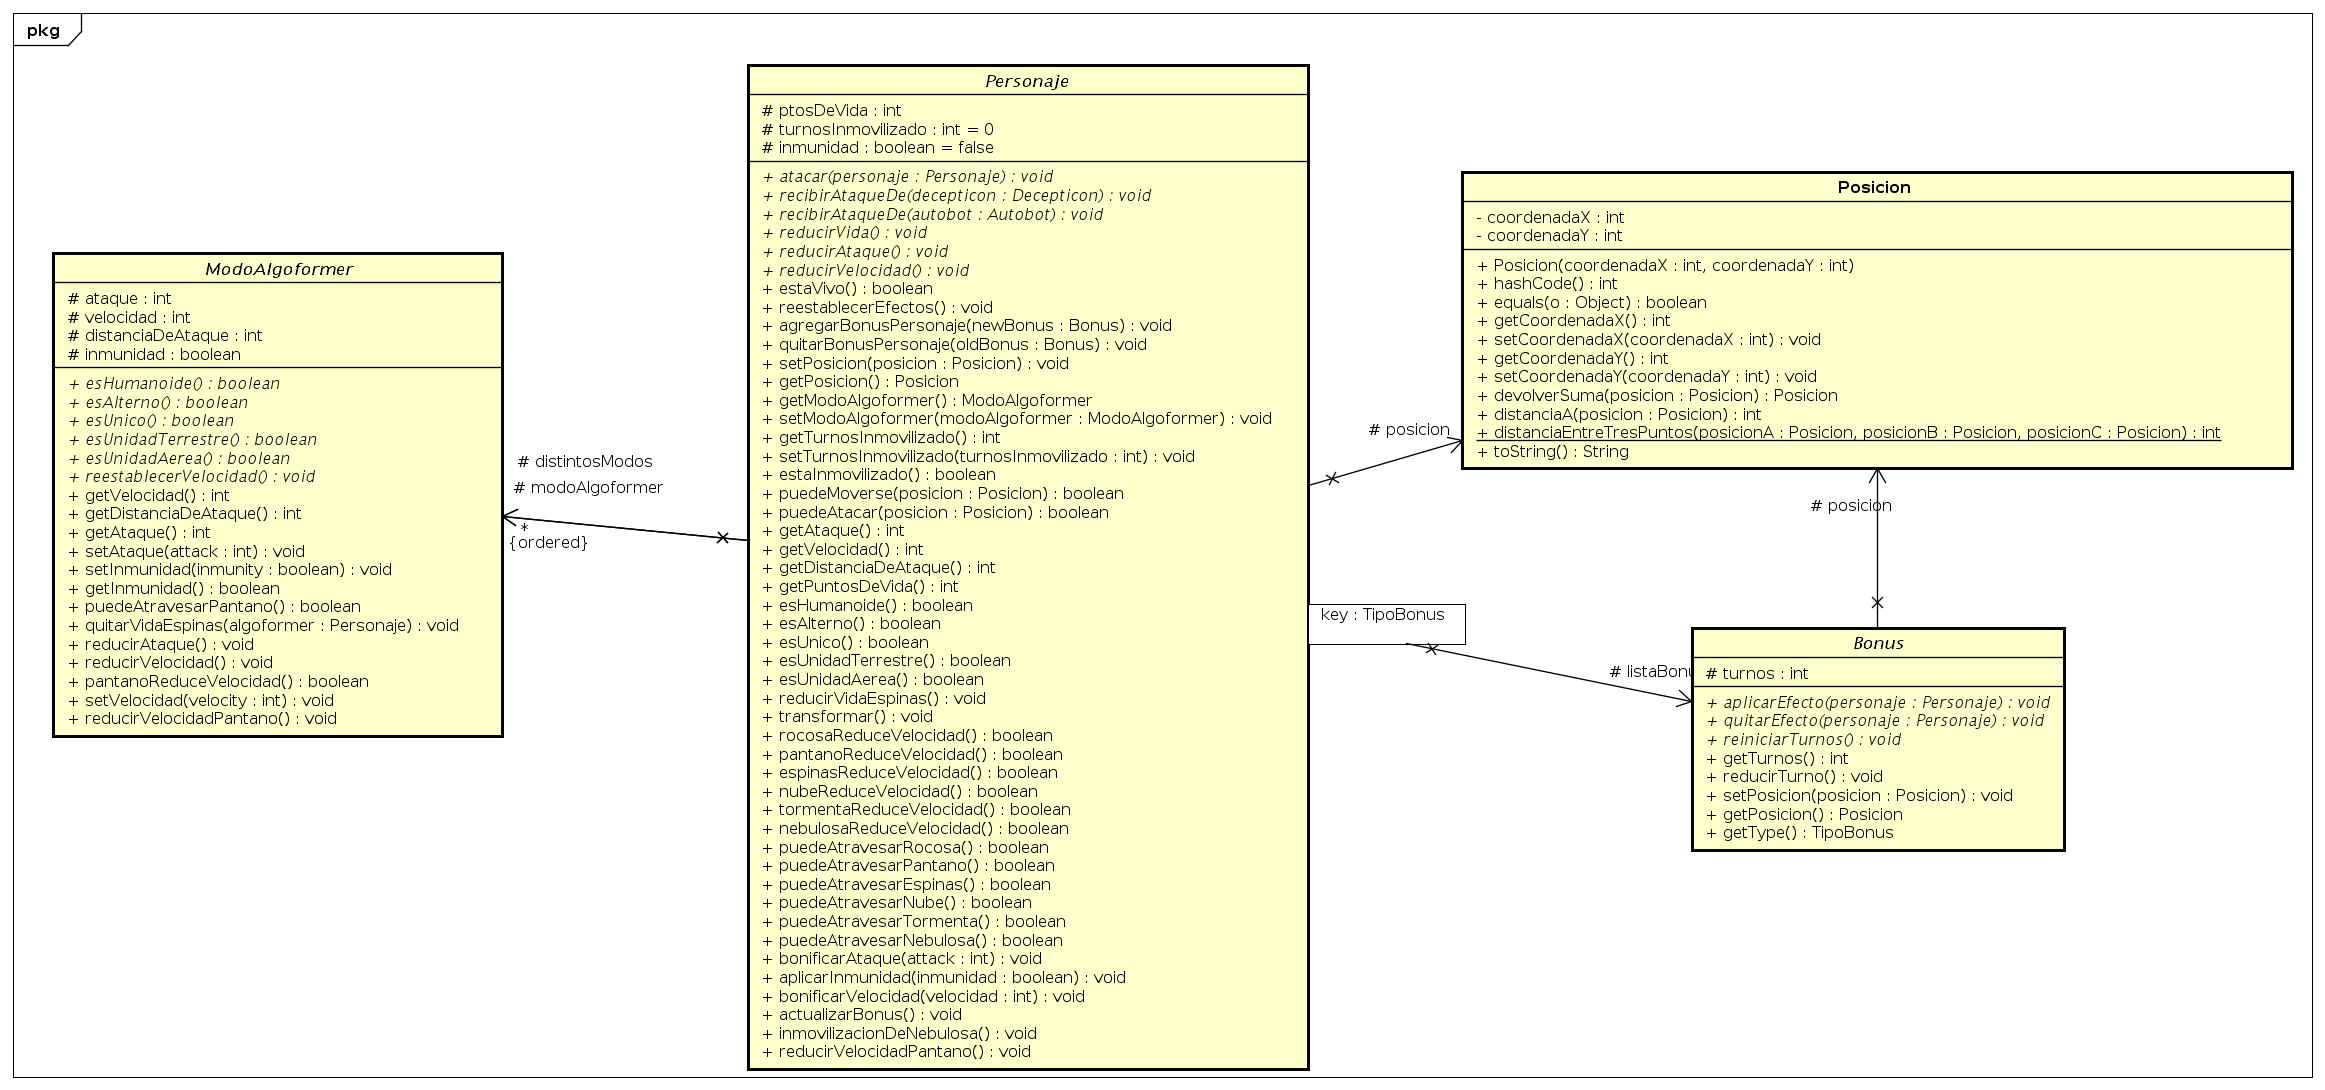 pkg
ModoAlgoformer
# ataque : int
# velocidad : int
# distanciaDeAtaque : int
# inmunidad : boolean
+ esHumanoide() : boolean
+ esAlterno() : boolean
+ esUnico() : boolean
+ esUnidadTerrestre() : boolean
+ esUnidadAerea() : boolean
+ reestablecerVelocidad() : void
+ getVelocidad() : int
+ getDistanciaDeAtaque() : int
+ getAtaque() : int
+ setAtaque(attack : int) : void
+ setInmunidad(inmunity : boolean) : void
+ getInmunidad() : boolean
+ puedeAtravesarPantano() : boolean
+ quitarVidaEspinas(algoformer : Personaje) : void
+ reducirAtaque() : void
+ reducirVelocidad() : void
+ pantanoReduceVelocidad() : boolean
+ setVelocidad(velocity : int) : void
+ reducirVelocidadPantano() : void
# distintosModos
# modoAlgoformer
*
{ordered}
Personaje
# ptosDeVida : int
# turnosInmovilizado : int = 0
# inmunidad : boolean = false
+ atacar(personaje : Personaje) : void
+ recibirAtaqueDe(decepticon : Decepticon) : void
+ recibirAtaqueDe(autobot : Autobot) : void
+ reducirVida() : void
+ reducirAtaque() : void
+ reducirVelocidad() : void
+ estaVivo() : boolean
+ reestablecerEfectos() : void
+ agregarBonusPersonaje(newBonus : Bonus) : void
+ quitarBonusPersonaje(oldBonus : Bonus) : void
+ setPosicion(posicion : Posicion) : void
+ getPosicion() : Posicion
+ getModoAlgoformer() : ModoAlgoformer
+ setModoAlgoformer(modoAlgoformer : ModoAlgoformer) : void
+ getTurnosInmovilizado() : int
+ setTurnosInmovilizado(turnosInmovilizado : int) : void
+ estaInmovilizado() : boolean
+ puedeMoverse(posicion : Posicion) : boolean
+ puedeAtacar(posicion : Posicion) : boolean
+ getAtaque() : int
+ getVelocidad() : int
+ getDistanciaDeAtaque() : int
+ getPuntosDeVida() : int
+ esHumanoide() : boolean
+ esAlterno() : boolean
+ esUnico() : boolean
+ esUnidadTerrestre() : boolean
+ esUnidadAerea() : boolean
+ reducirVidaEspinas() : void
+ transformar() : void
+ rocosaReduceVelocidad() : boolean
+ pantanoReduceVelocidad() : boolean
+ espinasReduceVelocidad() : boolean
+ nubeReduceVelocidad() : boolean
+ tormentaReduceVelocidad() : boolean
+ nebulosaReduceVelocidad() : boolean
+ puedeAtravesarRocosa() : boolean
+ puedeAtravesarPantano() : boolean
+ puedeAtravesarEspinas() : boolean
+ puedeAtravesarNube() : boolean
+ puedeAtravesarTormenta() : boolean
+ puedeAtravesarNebulosa() : boolean
+ bonificarAtaque(attack : int) : void
+ aplicarInmunidad(inmunidad : boolean) : void
+ bonificarVelocidad(velocidad : int) : void
+ actualizarBonus() : void
+ inmovilizacionDeNebulosa() : void
+ reducirVelocidadPantano() : void
# posicion
key : TipoBonus
# listaBonu
Posicion
- coordenadaX : int
- coordenadaY : int
+ Posicion(coordenadaX : int, coordenadaY : int)
+ hashCode() : int
+ equals(o : Object) : boolean
+ getCoordenadaX() : int
+ setCoordenadaX(coordenadaX : int) : void
+ getCoordenadaY() : int
+ setCoordenadaY(coordenadaY : int) : void
+ devolverSuma(posicion : Posicion) : Posicion
+ distanciaA(posicion : Posicion) : int
+ distanciaEntreTresPuntos(posicionA : Posicion, posicionB : Posicion, posicionC : Posicion) : int
+ toString() : String
# posicion
Bonus
# turnos : int
+ aplicarEfecto(personaje : Personaje) : void
+ quitarEfecto(personaje : Personaje) : void
+ reiniciarTurnos() : void
+ getTurnos() : int
+ reducirTurno() : void
+ setPosicion(posicion : Posicion) : void
+ getPosicion() : Posicion
+ getType() : TipoBonus